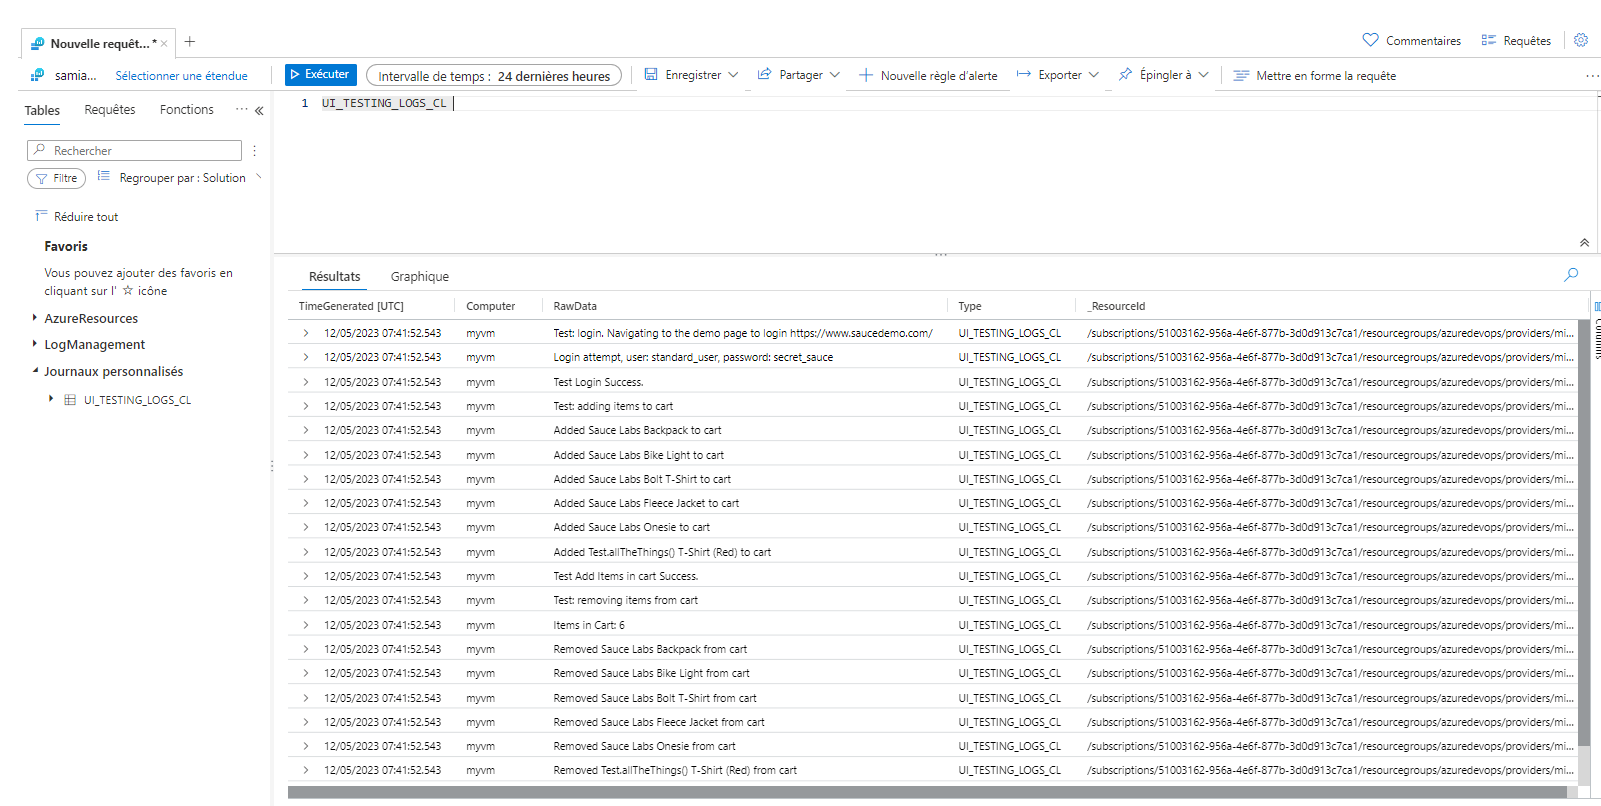 Nouvelle requêt...*
Commentaires
Requêtes
samia...
Sélectionner une étendue
Exécuter
Intervalle de temps : 24 dernières heures
Enregistrer
Partager
Nouvelle règle d'alerte
Exporter
Épingler à
Mettre en forme la requête
...
Tables
Requêtes
Fonctions
...
«
1 UI_TESTING_LOGS_CL
Rechercher
Filtre
Regrouper par : Solution
Réduire tout
Favoris
Vous pouvez ajouter des favoris en
cliquant sur l' ☆ icône
AzureResources
LogManagement
Journaux personnalisés
UI_TESTING_LOGS_CL
Résultats
Graphique
TimeGenerated [UTC] Computer RawData Type _ResourceId
12/05/2023 07:41:52.543 myvm Test: login. Navigating to the demo page to login https://www.saucedemo.com/ UI_TESTING_LOGS_CL /subscriptions/51003162-956a-4e6f-877b-3d0d913c7ca1/resourcegroups/azuredevops/providers/mi...
12/05/2023 07:41:52.543 myvm Login attempt, user: standard_user, password: secret_sauce UI_TESTING_LOGS_CL /subscriptions/51003162-956a-4e6f-877b-3d0d913c7ca1/resourcegroups/azuredevops/providers/mi...
12/05/2023 07:41:52.543 myvm Test Login Success. UI_TESTING_LOGS_CL /subscriptions/51003162-956a-4e6f-877b-3d0d913c7ca1/resourcegroups/azuredevops/providers/mi...
12/05/2023 07:41:52.543 myvm Test: adding items to cart UI_TESTING_LOGS_CL /subscriptions/51003162-956a-4e6f-877b-3d0d913c7ca1/resourcegroups/azuredevops/providers/mi...
12/05/2023 07:41:52.543 myvm Added Sauce Labs Backpack to cart UI_TESTING_LOGS_CL /subscriptions/51003162-956a-4e6f-877b-3d0d913c7ca1/resourcegroups/azuredevops/providers/mi...
12/05/2023 07:41:52.543 myvm Added Sauce Labs Bike Light to cart UI_TESTING_LOGS_CL /subscriptions/51003162-956a-4e6f-877b-3d0d913c7ca1/resourcegroups/azuredevops/providers/mi...
12/05/2023 07:41:52.543 myvm Added Sauce Labs Bolt T-Shirt to cart UI_TESTING_LOGS_CL /subscriptions/51003162-956a-4e6f-877b-3d0d913c7ca1/resourcegroups/azuredevops/providers/mi...
12/05/2023 07:41:52.543 myvm Added Sauce Labs Fleece Jacket to cart UI_TESTING_LOGS_CL /subscriptions/51003162-956a-4e6f-877b-3d0d913c7ca1/resourcegroups/azuredevops/providers/mi...
12/05/2023 07:41:52.543 myvm Added Sauce Labs Onesie to cart UI_TESTING_LOGS_CL /subscriptions/51003162-956a-4e6f-877b-3d0d913c7ca1/resourcegroups/azuredevops/providers/mi...
12/05/2023 07:41:52.543 myvm Added Test.allTheThings() T-Shirt (Red) to cart UI_TESTING_LOGS_CL /subscriptions/51003162-956a-4e6f-877b-3d0d913c7ca1/resourcegroups/azuredevops/providers/mi...
12/05/2023 07:41:52.543 myvm Test Add Items in cart Success. UI_TESTING_LOGS_CL /subscriptions/51003162-956a-4e6f-877b-3d0d913c7ca1/resourcegroups/azuredevops/providers/mi...
12/05/2023 07:41:52.543 myvm Test: removing items from cart UI_TESTING_LOGS_CL /subscriptions/51003162-956a-4e6f-877b-3d0d913c7ca1/resourcegroups/azuredevops/providers/mi...
12/05/2023 07:41:52.543 myvm Items in Cart: 6 UI_TESTING_LOGS_CL /subscriptions/51003162-956a-4e6f-877b-3d0d913c7ca1/resourcegroups/azuredevops/providers/mi...
12/05/2023 07:41:52.543 myvm Removed Sauce Labs Backpack from cart UI_TESTING_LOGS_CL /subscriptions/51003162-956a-4e6f-877b-3d0d913c7ca1/resourcegroups/azuredevops/providers/mi...
12/05/2023 07:41:52.543 myvm Removed Sauce Labs Bike Light from cart UI_TESTING_LOGS_CL /subscriptions/51003162-956a-4e6f-877b-3d0d913c7ca1/resourcegroups/azuredevops/providers/mi...
12/05/2023 07:41:52.543 myvm Removed Sauce Labs Bolt T-Shirt from cart UI_TESTING_LOGS_CL /subscriptions/51003162-956a-4e6f-877b-3d0d913c7ca1/resourcegroups/azuredevops/providers/mi...
12/05/2023 07:41:52.543 myvm Removed Sauce Labs Fleece Jacket from cart UI_TESTING_LOGS_CL /subscriptions/51003162-956a-4e6f-877b-3d0d913c7ca1/resourcegroups/azuredevops/providers/mi...
12/05/2023 07:41:52.543 myvm Removed Sauce Labs Onesie from cart UI_TESTING_LOGS_CL /subscriptions/51003162-956a-4e6f-877b-3d0d913c7ca1/resourcegroups/azuredevops/providers/mi...
12/05/2023 07:41:52.543 myvm Removed Test.allTheThings() T-Shirt (Red) from cart UI_TESTING_LOGS_CL /subscriptions/51003162-956a-4e6f-877b-3d0d913c7ca1/resourcegroups/azuredevops/providers/mi...